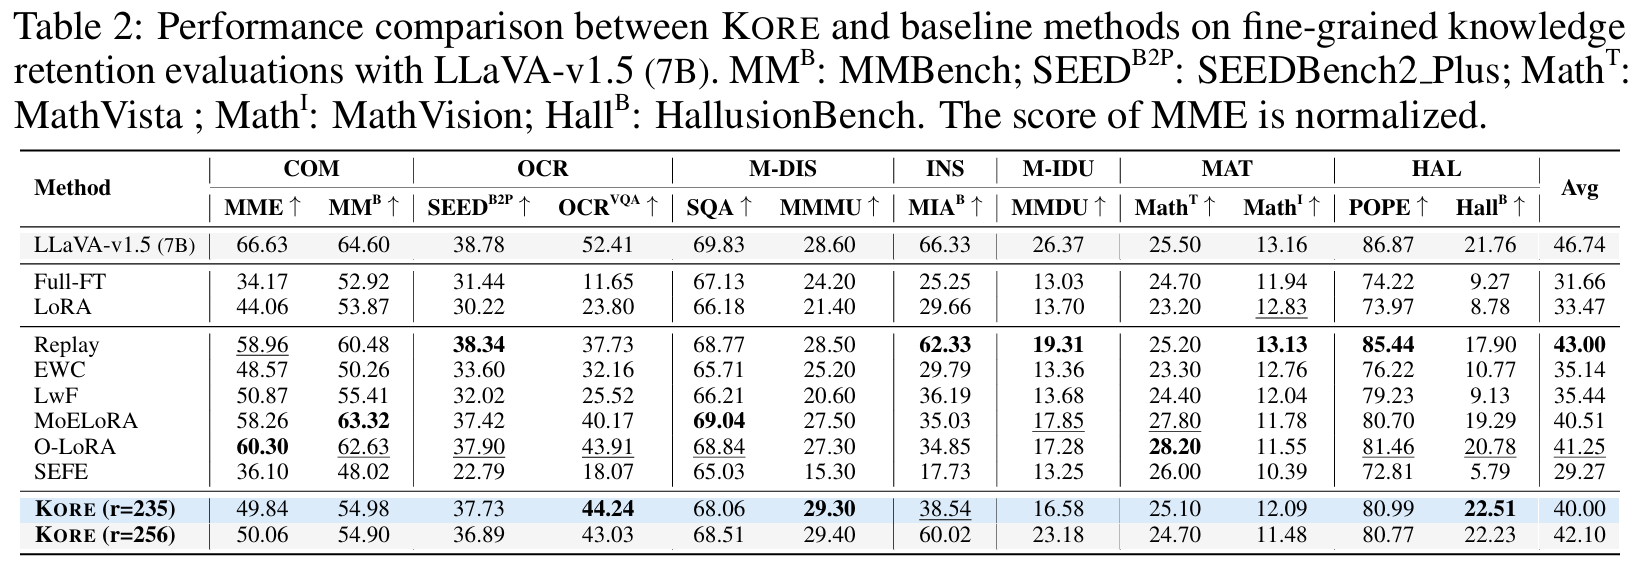 Table 2: Performance comparison between KORE and baseline methods on fine-grained knowledge
retention evaluations with LLaVA-v1.5 (7B). MM^B: MMBench; SEED^B2P: SEEDBench2_Plus; Math^T:
MathVista ; Math^I: MathVision; Hall^B: HallusionBench. The score of MME is normalized.
Method COM OCR M-DIS INS M-IDU MAT HAL Avg
MME ↑ MM^B ↑ SEED^B2P ↑ OCR^VQA ↑ SQA ↑ MMMU ↑ MIA^B ↑ MMDU ↑ Math^T ↑ Math^I ↑ POPE ↑ Hall^B ↑
LLaVA-v1.5 (7B) 66.63 64.60 38.78 52.41 69.83 28.60 66.33 26.37 25.50 13.16 86.87 21.76 46.74
Full-FT 34.17 52.92 31.44 11.65 67.13 24.20 25.25 13.03 24.70 11.94 74.22 9.27 31.66
LoRA 44.06 53.87 30.22 23.80 66.18 21.40 29.66 13.70 23.20 12.83 73.97 8.78 33.47
Replay 58.96 60.48 38.34 37.73 68.77 28.50 62.33 19.31 25.20 13.13 85.44 17.90 43.00
EWC 48.57 50.26 33.60 32.16 65.71 25.20 29.79 13.36 23.30 12.76 76.22 10.77 35.14
LwF 50.87 55.41 32.02 25.52 66.21 20.60 36.19 13.68 24.40 12.04 79.23 9.13 35.44
MoELoRA 58.26 63.32 37.42 40.17 69.04 27.50 35.03 17.85 27.80 11.78 80.70 19.29 40.51
O-LoRA 60.30 62.63 37.90 43.91 68.84 27.30 34.85 17.28 28.20 11.55 81.46 20.78 41.25
SEFE 36.10 48.02 22.79 18.07 65.03 15.30 17.73 13.25 26.00 10.39 72.81 5.79 29.27
KORE (r=235) 49.84 54.98 37.73 44.24 68.06 29.30 38.54 16.58 25.10 12.09 80.99 22.51 40.00
KORE (r=256) 50.06 54.90 36.89 43.03 68.51 29.40 60.02 23.18 24.70 11.48 80.77 22.23 42.10